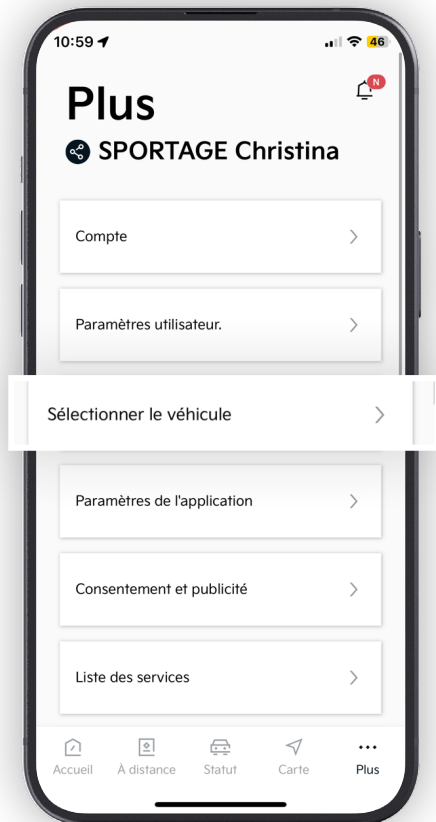 10:59
46
N
Plus
SPORTAGE Christina
Compte
Paramètres utilisateur.
Sélectionner le véhicule
Paramètres de l'application
Consentement et publicité
Liste des services
Accueil À distance Statut Carte Plus